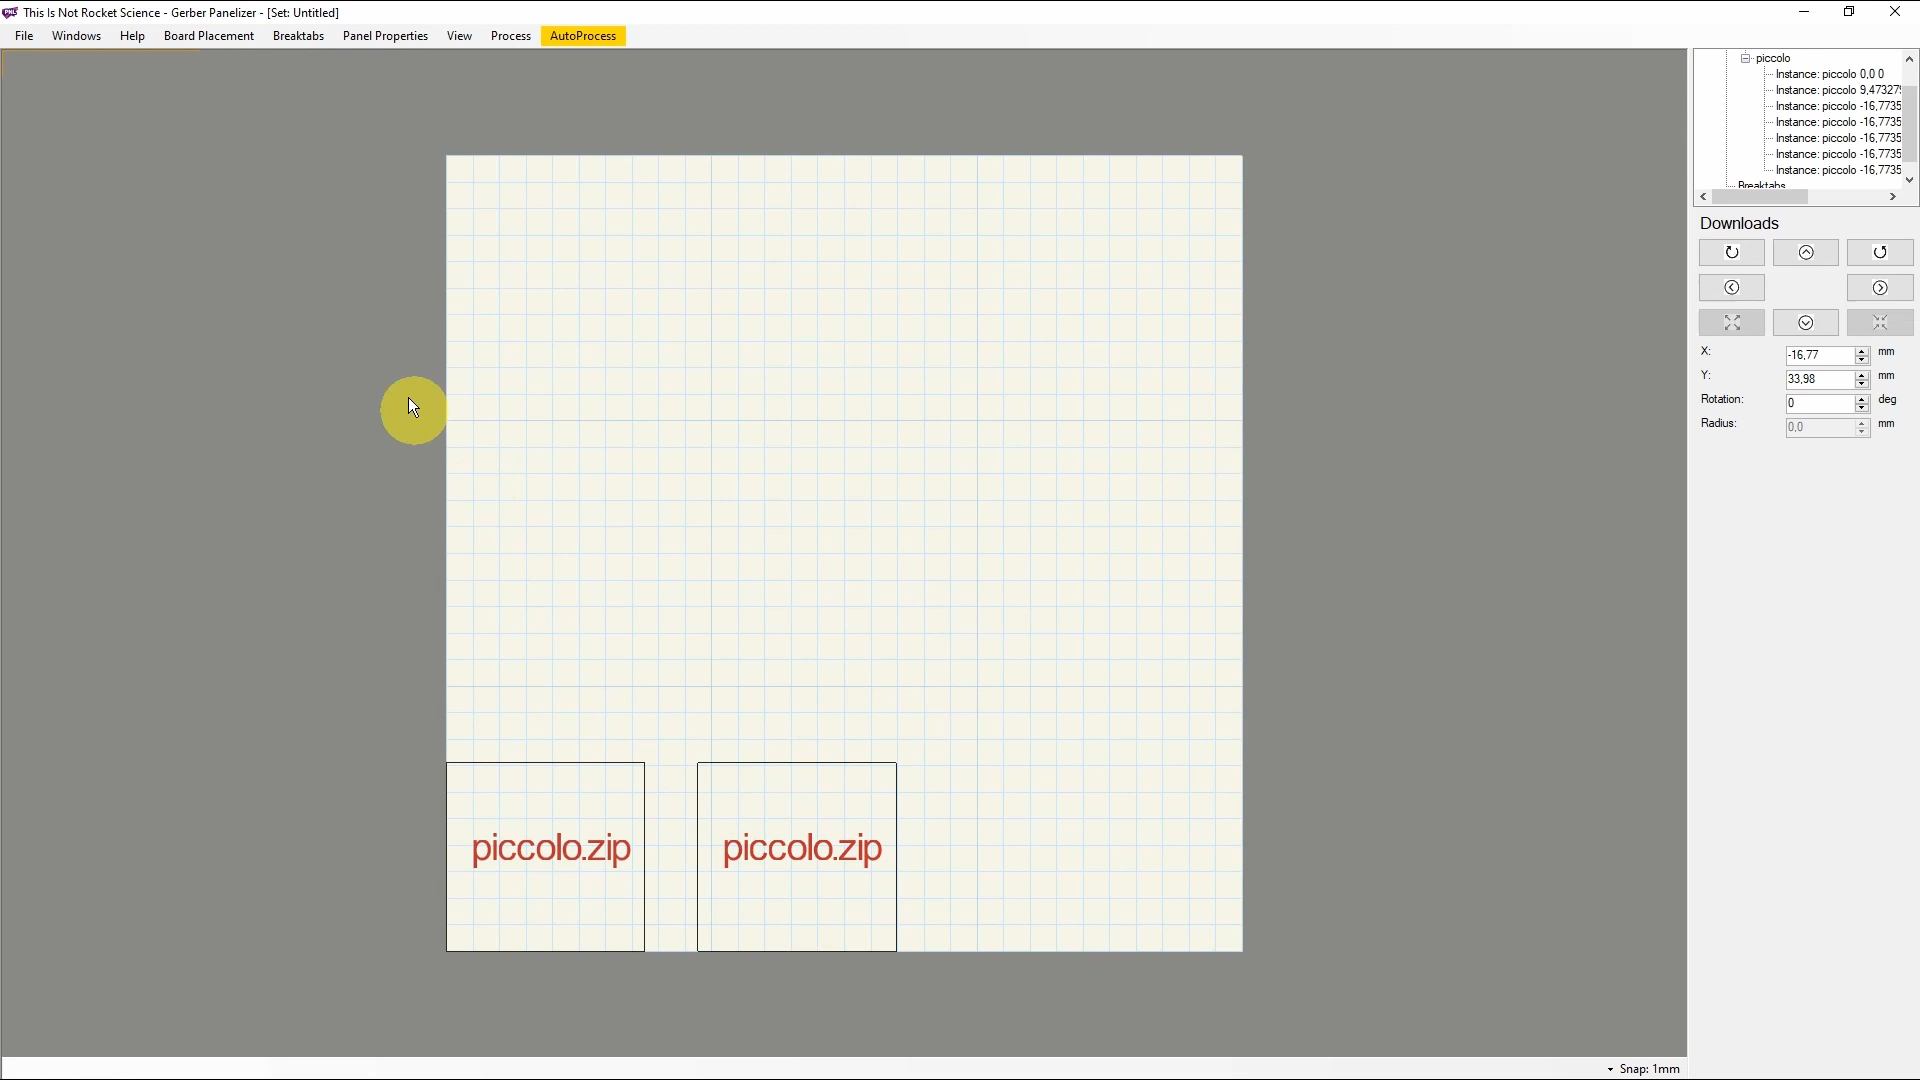 This Is Not Rocket Science - Gerber Panelizer - [Set: Untitled]
File Windows Help Board Placement Breaktabs Panel Properties View Process AutoProcess
piccolo
Instance: piccolo 0,0 0
Instance: piccolo 9,47327
Instance: piccolo -16,7735
Instance: piccolo -16,7735
Instance: piccolo -16,7735
Instance: piccolo -16,7735
Instance: piccolo -16,7735
Breaktabs
Downloads
X: -16,77 mm
Y: 33,98 mm
Rotation: 0 deg
Radius: 0,0 mm
piccolo.zip piccolo.zip
Snap: 1mm